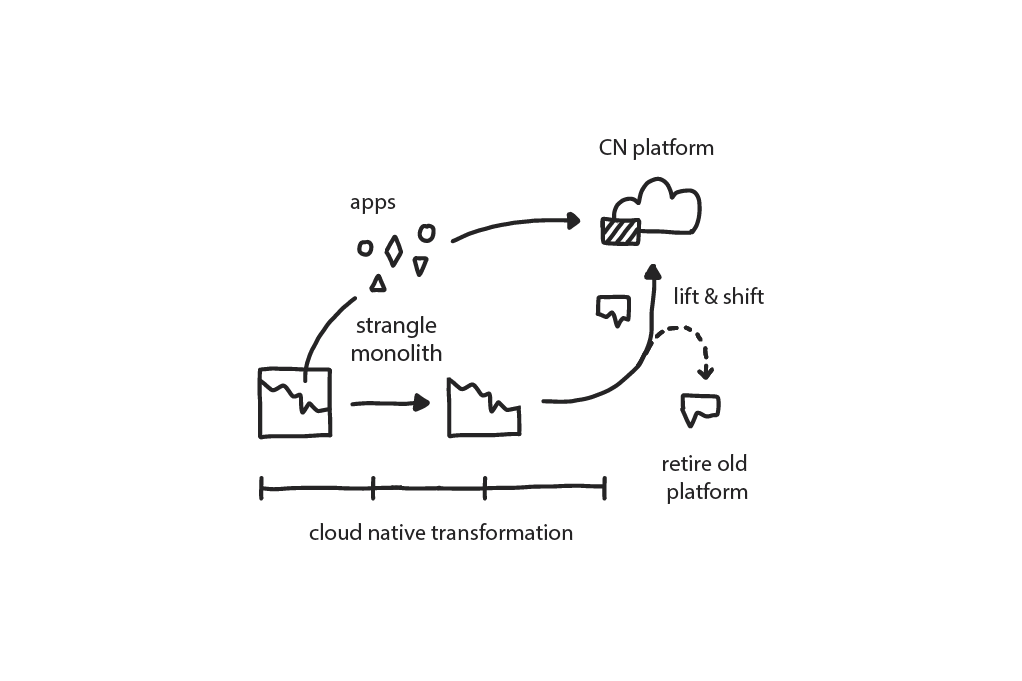 CN platform
apps
lift & shift
strangle
monolith
retire old
platform
cloud native transformation